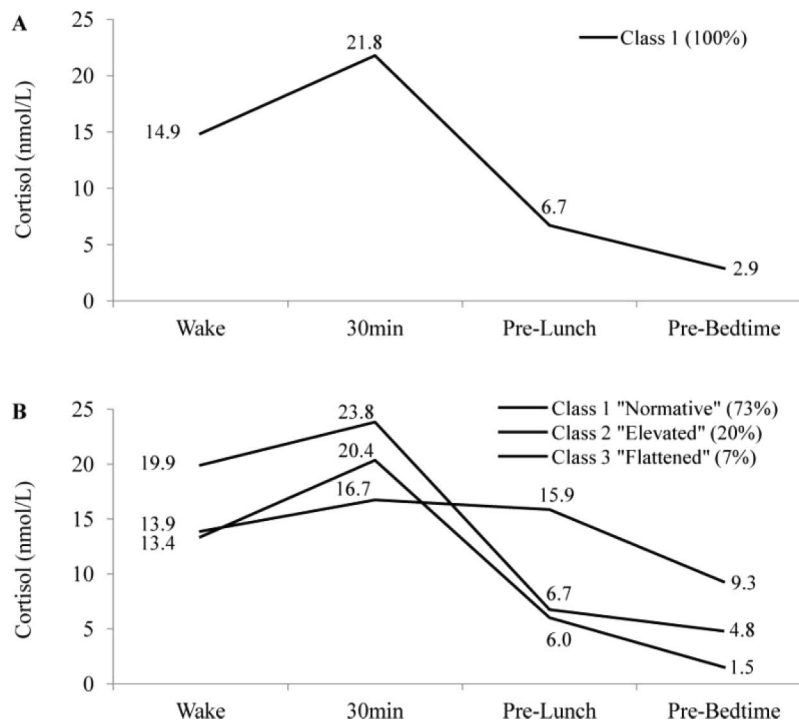 A
25
20
15
10
5
0
Cortisol (nmol/L)
21.8
14.9
6.7
2.9
Class 1 (100%)
Wake 30min Pre-Lunch Pre-Bedtime
B
25
20
15
10
5
0
Cortisol (nmol/L)
Class 1 "Normative" (73%)
Class 2 "Elevated" (20%)
Class 3 "Flattened" (7%)
23.8
19.9
20.4
16.7
15.9
13.9
13.4
9.3
6.7
4.8
6.0
1.5
Wake 30min Pre-Lunch Pre-Bedtime